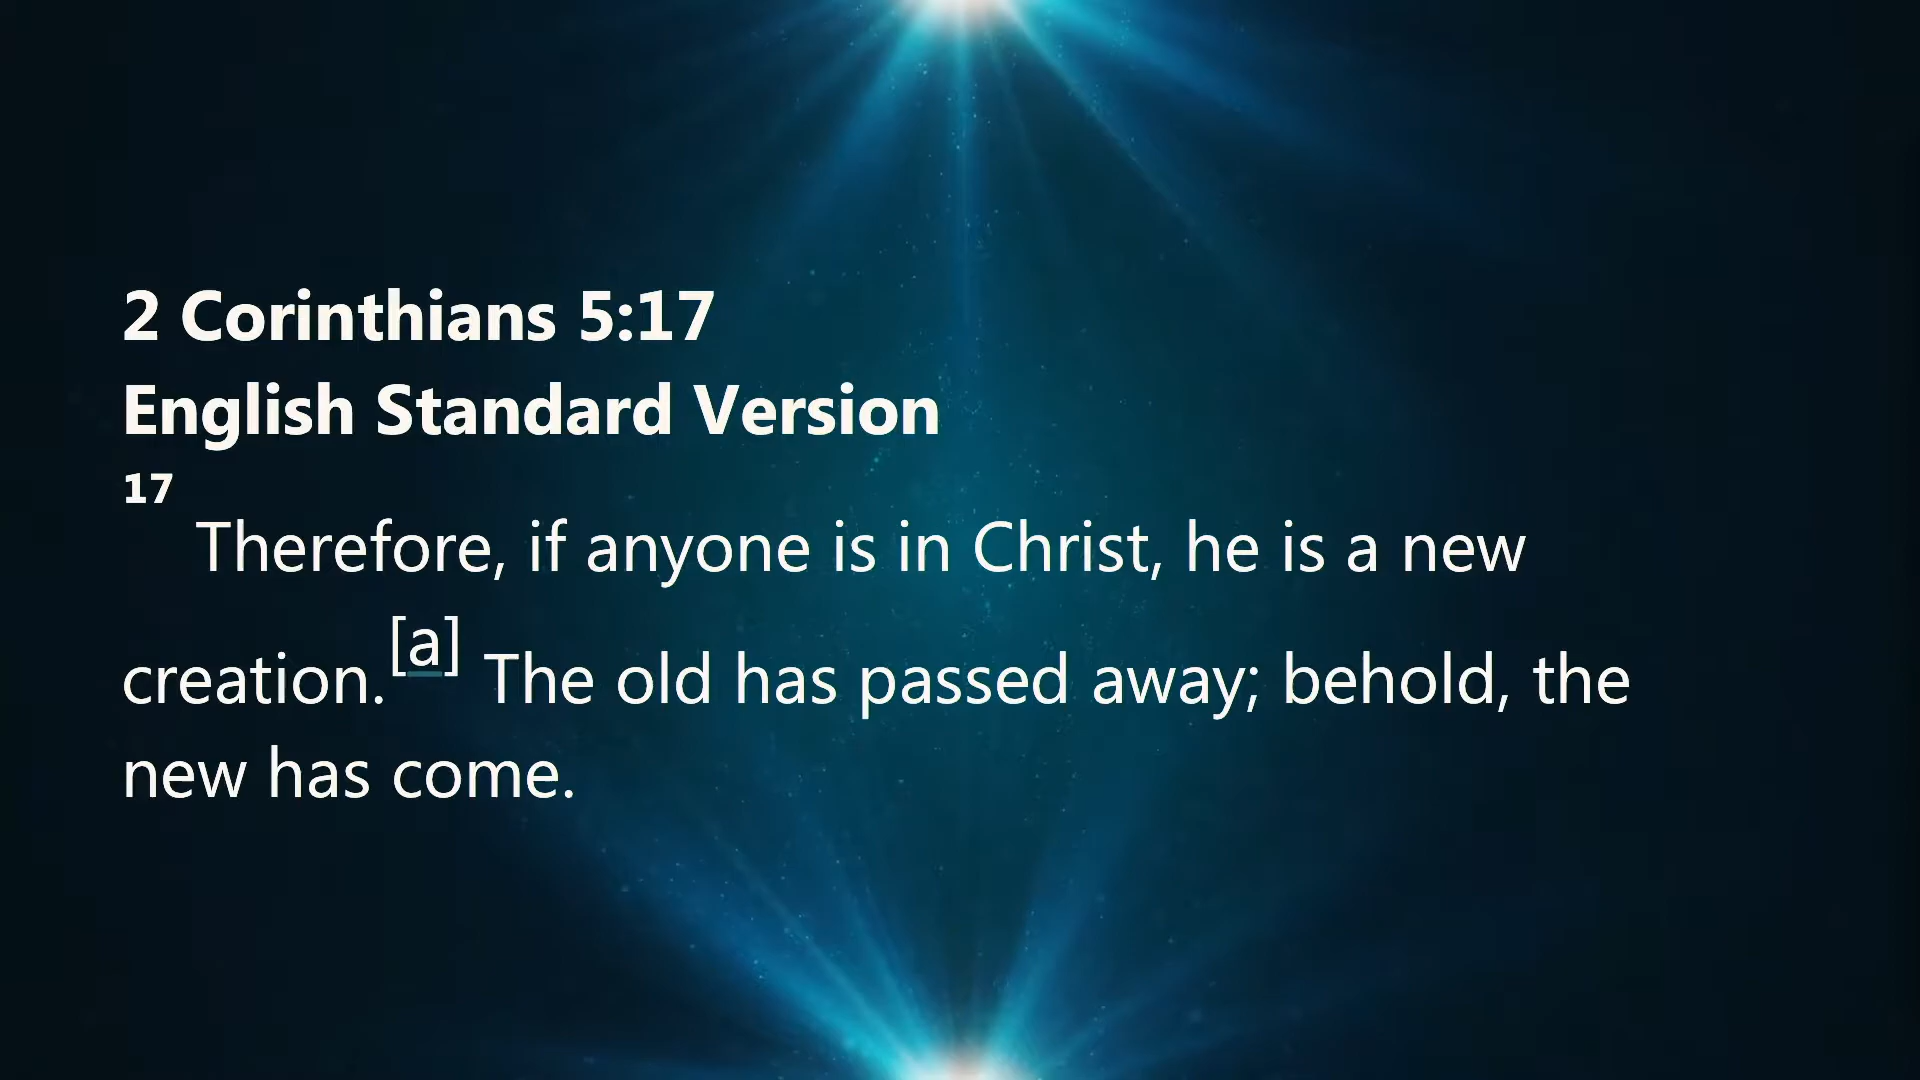 2 Corinthians 5:17
English Standard Version
17
Therefore, if anyone is in Christ, he is a new
creation.[a] The old has passed away; behold, the
new has come.